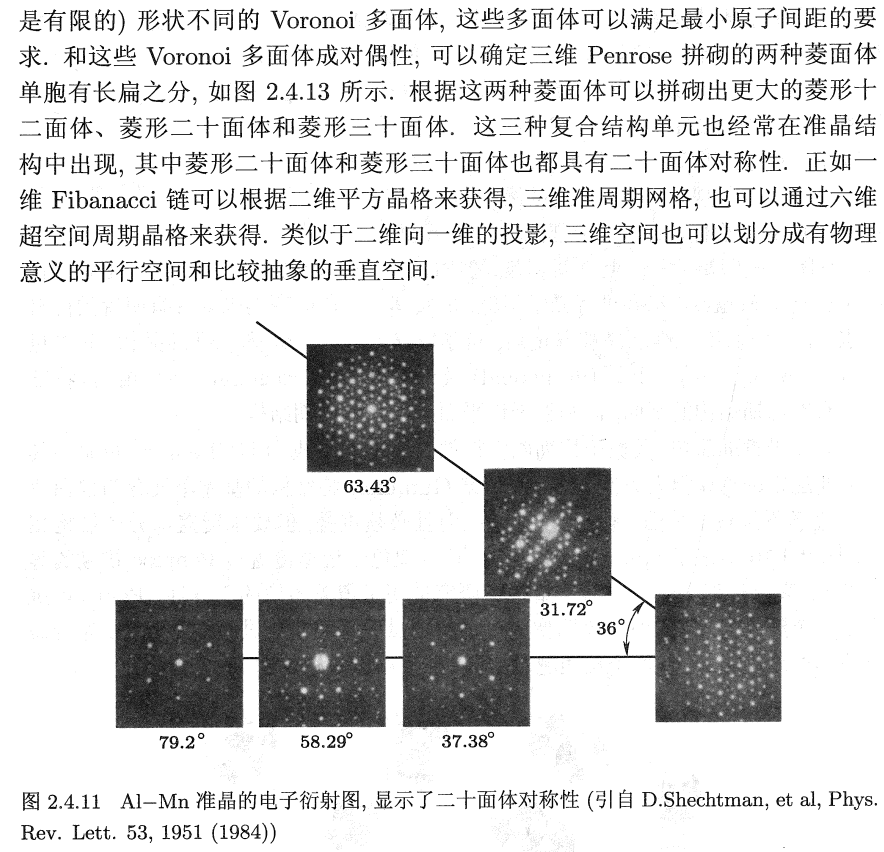 是有限的) 形状不同的 Voronoi 多面体, 这些多面体可以满足最小原子间距的要
求. 和这些 Voronoi 多面体成对偶性, 可以确定三维 Penrose 拼砌的两种菱面体
单胞有长扁之分, 如图 2.4.13 所示. 根据这两种菱面体可以拼砌出更大的菱形十
二面体、菱形二十面体和菱形三十面体. 这三种复合结构单元也经常在准晶结
构中出现, 其中菱形二十面体和菱形三十面体也都具有二十面体对称性. 正如一
维 Fibanacci 链可以根据二维平方晶格来获得, 三维准周期网格, 也可以通过六维
超空间周期晶格来获得. 类似于二维向一维的投影, 三维空间也可以划分成有物理
意义的平行空间和比较抽象的垂直空间.
63.43°
31.72°
36°
79.2°
58.29°
37.38°
图 2.4.11 Al−Mn 准晶的电子衍射图, 显示了二十面体对称性 (引自 D.Shechtman, et al, Phys.
Rev. Lett. 53, 1951 (1984))